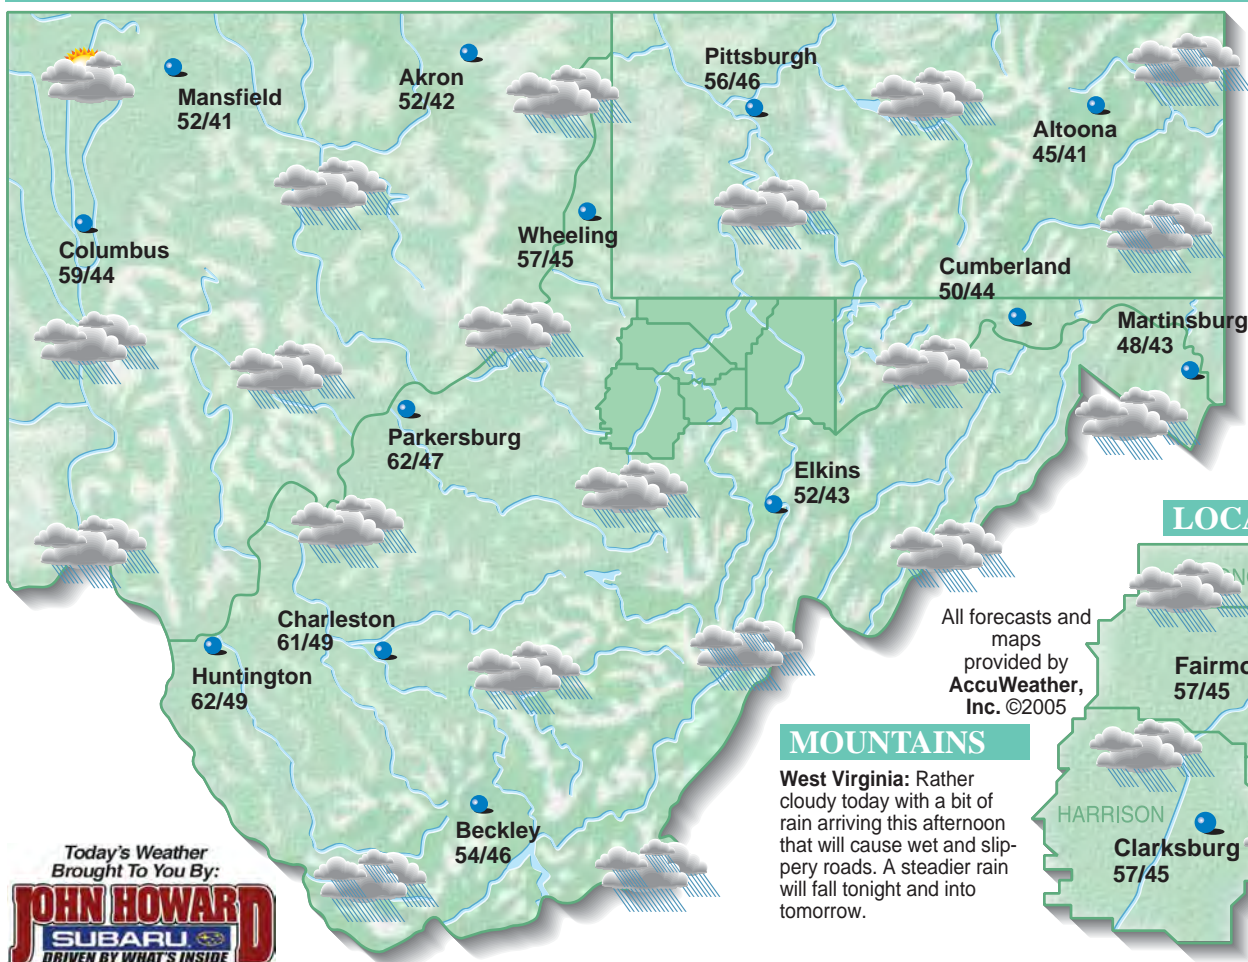 Mansfield
52/41
Akron
52/42
Pittsburgh
56/46
Altoona
45/41
Columbus
59/44
Wheeling
57/45
Cumberland
50/44
Martinsburg
48/43
Parkersburg
62/47
Elkins
52/43
Charleston
61/49
Huntington
62/49
Beckley
54/46
All forecasts and
maps
provided by
AccuWeather,
Inc. ©2005
MOUNTAINS
West Virginia: Rather
cloudy today with a bit of
rain arriving this afternoon
that will cause wet and slip-
pery roads. A steadier rain
will fall tonight and into
tomorrow.
LOCA
Fairmo
57/45
HARRISON
Clarksburg
57/45
Today's Weather
Brought To You By:
JOHN HOWARD
SUBARU
DRIVEN BY WHAT'S INSIDE